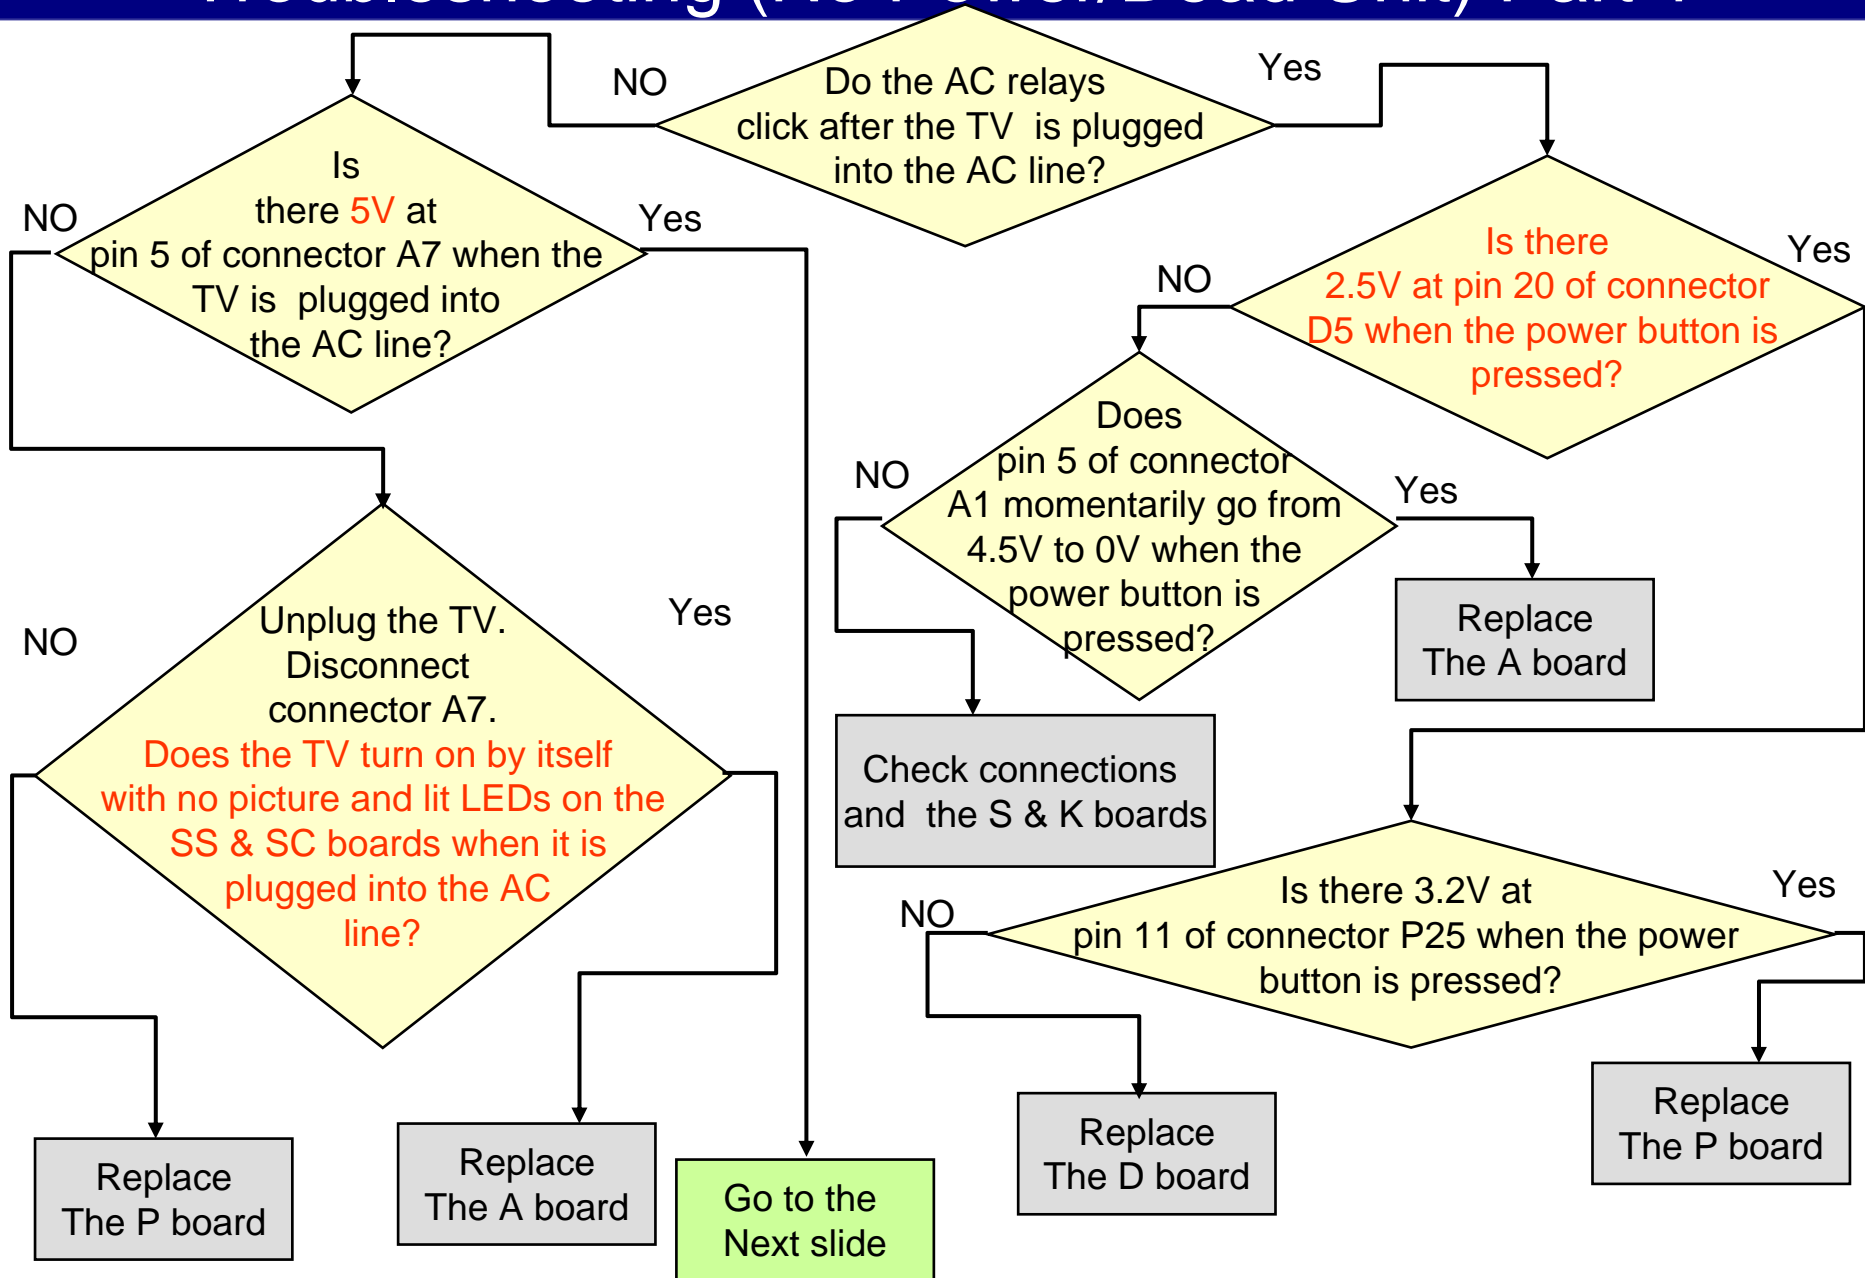 Troubleshooting (No Power/Dead Unit) Part 1
NO
Do the AC relays
click after the TV is plugged
into the AC line?
Yes
NO
Is
there 5V at
pin 5 of connector A7 when the
TV is plugged into
the AC line?
Yes
NO
Is there
2.5V at pin 20 of connector
D5 when the power button is
pressed?
Yes
NO
Does
pin 5 of connector
A1 momentarily go from
4.5V to 0V when the
power button is
pressed?
Yes
Replace
The A board
Check connections
and the S & K boards
NO
Unplug the TV.
Disconnect
connector A7.
Does the TV turn on by itself
with no picture and lit LEDs on the
SS & SC boards when it is
plugged into the AC
line?
Yes
NO
Is there 3.2V at
pin 11 of connector P25 when the power
button is pressed?
Yes
Replace
The P board
Replace
The A board
Go to the
Next slide
Replace
The D board
Replace
The P board